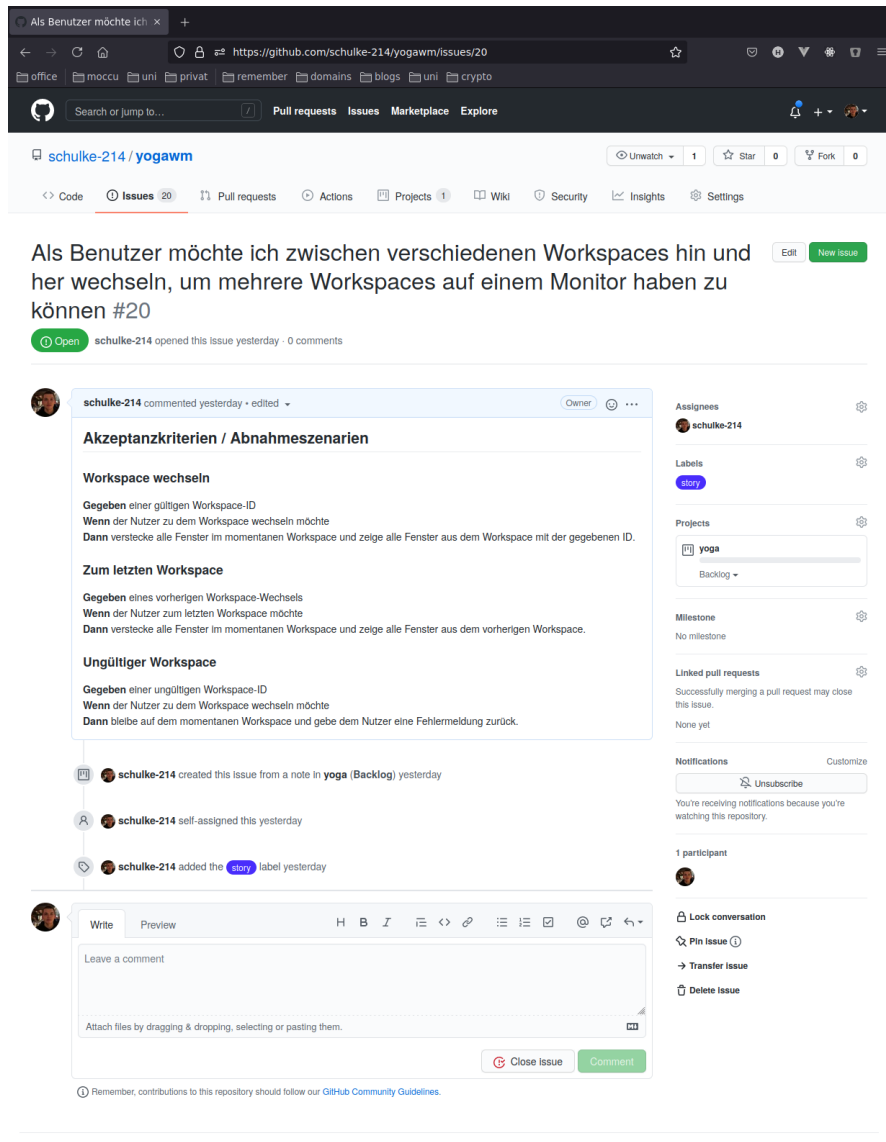 Als Benutzer möchte ich
https://github.com/schulke-214/yogawm/issues/20
office moccu uni privat remember domains blogs uni crypto
Search or jump to... / Pull requests Issues Marketplace Explore
schulke-214 / yogawm Unwatch 1 Star 0 Fork 0
Code Issues 20 Pull requests Actions Projects 1 Wiki Security Insights Settings
Als Benutzer möchte ich zwischen verschiedenen Workspaces hin und
her wechseln, um mehrere Workspaces auf einem Monitor haben zu
können #20
Edit New issue
Open schulke-214 opened this issue yesterday · 0 comments
schulke-214 commented yesterday • edited Owner
Akzeptanzkriterien / Abnahmeszenarien
Workspace wechseln
Gegeben einer gültigen Workspace-ID
Wenn der Nutzer zu dem Workspace wechseln möchte
Dann verstecke alle Fenster im momentanen Workspace und zeige alle Fenster aus dem Workspace mit der gegebenen ID.
Zum letzten Workspace
Gegeben eines vorherigen Workspace-Wechsels
Wenn der Nutzer zum letzten Workspace möchte
Dann verstecke alle Fenster im momentanen Workspace und zeige alle Fenster aus dem vorherigen Workspace.
Ungültiger Workspace
Gegeben einer ungültigen Workspace-ID
Wenn der Nutzer zu dem Workspace wechseln möchte
Dann bleibe auf dem momentanen Workspace und gebe dem Nutzer eine Fehlermeldung zurück.
schulke-214 created this issue from a note in yoga (Backlog) yesterday
schulke-214 self-assigned this yesterday
schulke-214 added the story label yesterday
Write Preview H B I
Leave a comment
Attach files by dragging & dropping, selecting or pasting them.
Close issue Comment
Remember, contributions to this repository should follow our GitHub Community Guidelines.
Assignees
schulke-214
Labels
story
Projects
yoga
Backlog
Milestone
No milestone
Linked pull requests
Successfully merging a pull request may close
this issue.
None yet
Notifications Customize
Unsubscribe
You're receiving notifications because you're
watching this repository.
1 participant
Lock conversation
Pin issue
Transfer issue
Delete issue